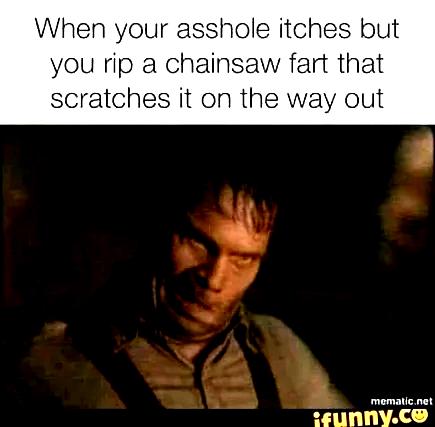 When your asshole itches but
you rip a chainsaw fart that
scratches it on the way out
mematic.net
ifunny.co